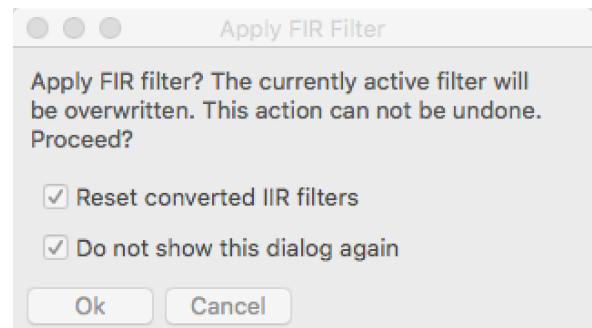 Apply FIR Filter
Apply FIR filter? The currently active filter will
be overwritten. This action can not be undone.
Proceed?
Reset converted IIR filters
Do not show this dialog again
Ok Cancel